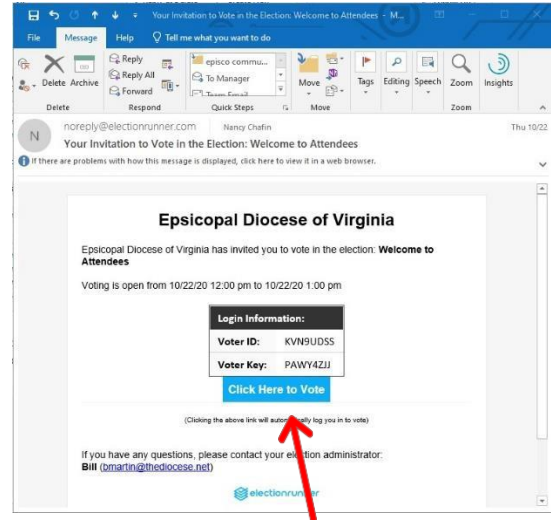 Your Invitation to Vote in the Election: Welcome to Attendees - M...
File Message Help Tell me what you want to do
Delete Archive
Reply
Reply All
Forward
episco commu...
To Manager
Team Email
Move
Tags
Editing
Speech
Zoom
Insights
Delete Respond Quick Steps Move Zoom
N
noreply@electionrunner.com Nancy Chafin Thu 10/22
Your Invitation to Vote in the Election: Welcome to Attendees
If there are problems with how this message is displayed, click here to view it in a web browser.
Epsicopal Diocese of Virginia
Epsicopal Diocese of Virginia has invited you to vote in the election: Welcome to
Attendees
Voting is open from 10/22/20 12:00 pm to 10/22/20 1:00 pm
Login Information:
Voter ID: KVN9UDSS
Voter Key: PAWY4ZJJ
Click Here to Vote
(Clicking the above link will automatically log you in to vote)
If you have any questions, please contact your election administrator:
Bill (bmartin@thediocese.net)
electionrunner